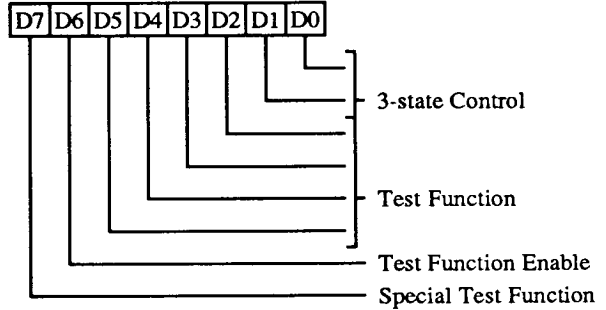 D7 D6 D5 D4 D3 D2 D1 D0
3-state Control
Test Function
Test Function Enable
Special Test Function